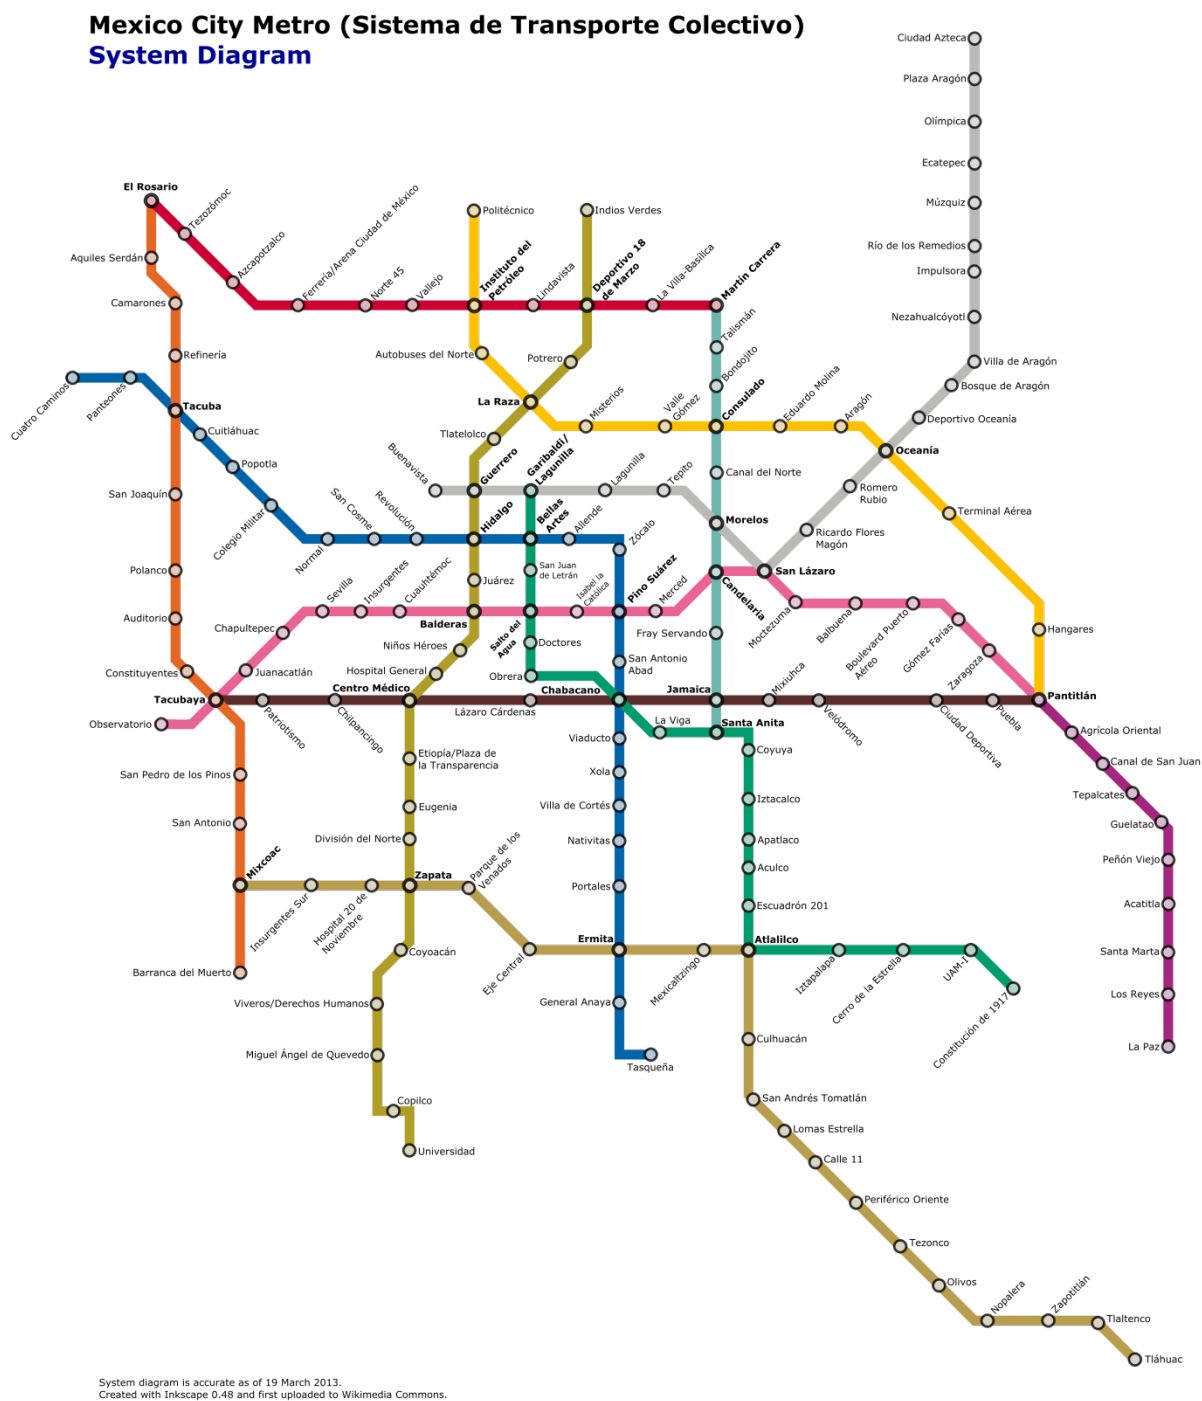 Mexico City Metro (Sistema de Transporte Colectivo)
System Diagram
Ciudad Azteca
Plaza Aragón
Olímpica
Ecatepec
Múzquiz
Río de los Remedios
Impulsora
Nezahualcóyotl
Villa de Aragón
Bosque de Aragón
Deportivo Oceanía
Oceanía
Romero
Rubio
Ricardo Flores
Magón
San Lázaro
El Rosario
Tezozómoc
Azcapotzalco
Ferrería/Arena Ciudad de México
Norte 45
Vallejo
Instituto del
Petróleo
Lindavista
Deportivo 18
de Marzo
La Villa-Basílica
Martín Carrera
Politécnico
Indios Verdes
Aquiles Serdán
Camarones
Refinería
Tacuba
San Joaquín
Polanco
Auditorio
Constituyentes
Tacubaya
San Pedro de los Pinos
San Antonio
Mixcoac
Barranca del Muerto
Autobuses del Norte
Potrero
La Raza
Misterios
Valle
Gómez
Consulado
Eduardo Molina
Aragón
Terminal Aérea
Hangares
Pantitlán
Talismán
Bondojito
Canal del Norte
Morelos
Candelaria
Fray Servando
Jamaica
Santa Anita
Cuatro Caminos
Panteones
Cuitláhuac
Popotla
Colegio Militar
Normal
San Cosme
Revolución
Hidalgo
Bellas
Artes
Allende
Zócalo
Pino Suárez
San Antonio
Abad
Chabacano
Viaducto
Xola
Villa de Cortés
Nativitas
Portales
Ermita
General Anaya
Tasqueña
Tlatelolco
Buenavista
Guerrero
Garibaldi/
Lagunilla
Lagunilla
Tepito
San Juan
de Letrán
Salto del
Agua
Doctores
Obrera
La Viga
Coyuya
Iztacalco
Apatlaco
Aculco
Escuadrón 201
Atlalilco
Iztapalapa
Cerro de la Estrella
UAM-I
Constitución de 1917
Juárez
Balderas
Niños Héroes
Hospital General
Centro Médico
Etiopía/Plaza de
la Transparencia
Eugenia
División del Norte
Zapata
Coyoacán
Viveros/Derechos Humanos
Miguel Ángel de Quevedo
Copilco
Universidad
Observatorio
Juanacatlán
Chapultepec
Sevilla
Insurgentes
Cuauhtémoc
Isabel la
Católica
Merced
Moctezuma
Balbuena
Boulevard Puerto
Aéreo
Gómez Farías
Zaragoza
Patriotismo
Chilpancingo
Lázaro Cárdenas
Mixiuhca
Velódromo
Ciudad Deportiva
Puebla
Agrícola Oriental
Canal de San Juan
Tepalcates
Guelatao
Peñón Viejo
Acatitla
Santa Marta
Los Reyes
La Paz
Insurgentes Sur
Hospital 20 de
Noviembre
Parque de los
Venados
Eje Central
Mexicaltzingo
Culhuacán
San Andrés Tomatlán
Lomas Estrella
Calle 11
Periférico Oriente
Tezonco
Olivos
Nopalera
Zapotitlán
Tlaltenco
Tláhuac
System diagram is accurate as of 19 March 2013.
Created with Inkscape 0.48 and first uploaded to Wikimedia Commons.